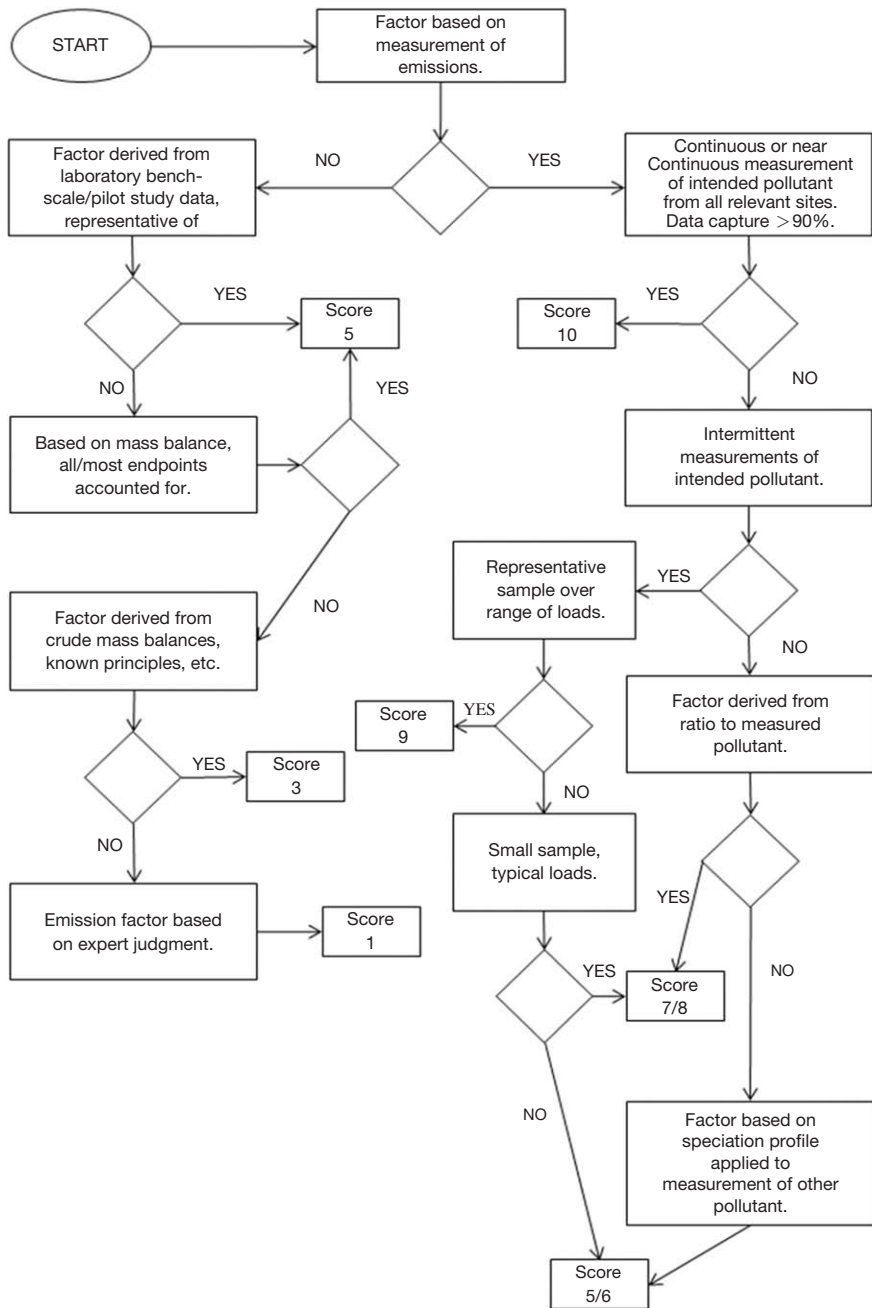 START
Factor based on
measurement of
emissions.
NO
YES
Factor derived from
laboratory bench-
scale/pilot study data,
representative of
Continuous or near
Continuous measurement
of intended pollutant
from all relevant sites.
Data capture >90%.
YES
Score
5
YES
Score
10
NO
YES
NO
Based on mass balance,
all/most endpoints
accounted for.
Intermittent
measurements of
intended pollutant.
NO
Representative
sample over
range of loads.
YES
NO
Factor derived from
crude mass balances,
known principles, etc.
Factor derived from
ratio to measured
pollutant.
Score
9
YES
YES
Score
3
NO
NO
Small sample,
typical loads.
YES
Emission factor based
on expert judgment.
Score
1
YES
Score
7/8
NO
NO
Factor based on
speciation profile
applied to
measurement of other
pollutant.
Score
5/6